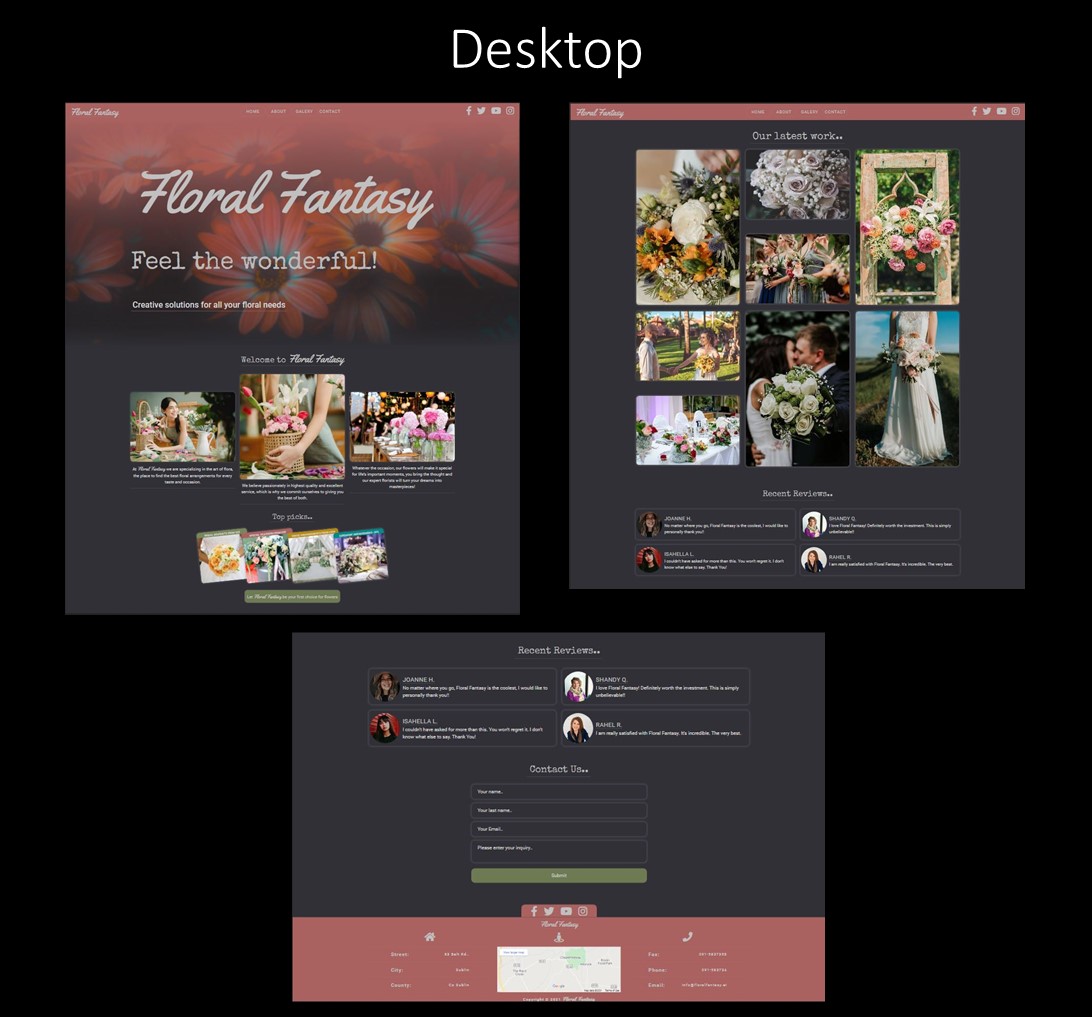 Desktop
Floral Fantasy
HOME ABOUT GALERY CONTACT
Floral Fantasy
Feel the wonderful!
Creative solutions for all your floral needs
Welcome to Floral Fantasy
At Floral Fantasy we are specializing in the art of flora,
the place to find the best floral arrangements for every
taste and occasion.
We believe passionately in highest quality and excellent
service, which is why we commit ourselves to giving you
the best of both.
Whatever the occasion, our flowers will make it special
for life's important moments, you bring the thought and
our expert florists will turn your dreams into
masterpieces!
Top picks..
Let Floral Fantasy be your first choice for flowers
Floral Fantasy
HOME ABOUT GALERY CONTACT
Our latest work..
Recent Reviews..
JOANNE H.
No matter where you go, Floral Fantasy is the coolest, I would like to
personally thank you!!
SHANDY Q.
I love Floral Fantasy! Definitely worth the investment. This is simply
unbelievable!!
ISAHELLA L.
I couldn't have asked for more than this. You won't regret it. I don't
know what else to say. Thank You!
RAHEL R.
I am really satisfied with Floral Fantasy. It's incredible. The very best.
Recent Reviews..
JOANNE H.
No matter where you go, Floral Fantasy is the coolest, I would like to
personally thank you!!
SHANDY Q.
I love Floral Fantasy! Definitely worth the investment. This is simply
unbelievable!!
ISAHELLA L.
I couldn't have asked for more than this. You won't regret it. I don't
know what else to say. Thank You!
RAHEL R.
I am really satisfied with Floral Fantasy. It's incredible. The very best.
Contact Us..
Your name..
Your last name..
Your Email..
Please enter your inquiry..
Submit
Floral Fantasy
Street:
City: Dublin
County: Co Dublin
Google
Fax:
Phone:
Email: info@floralfantasy.ie
Copyright © 2021 Floral Fantasy